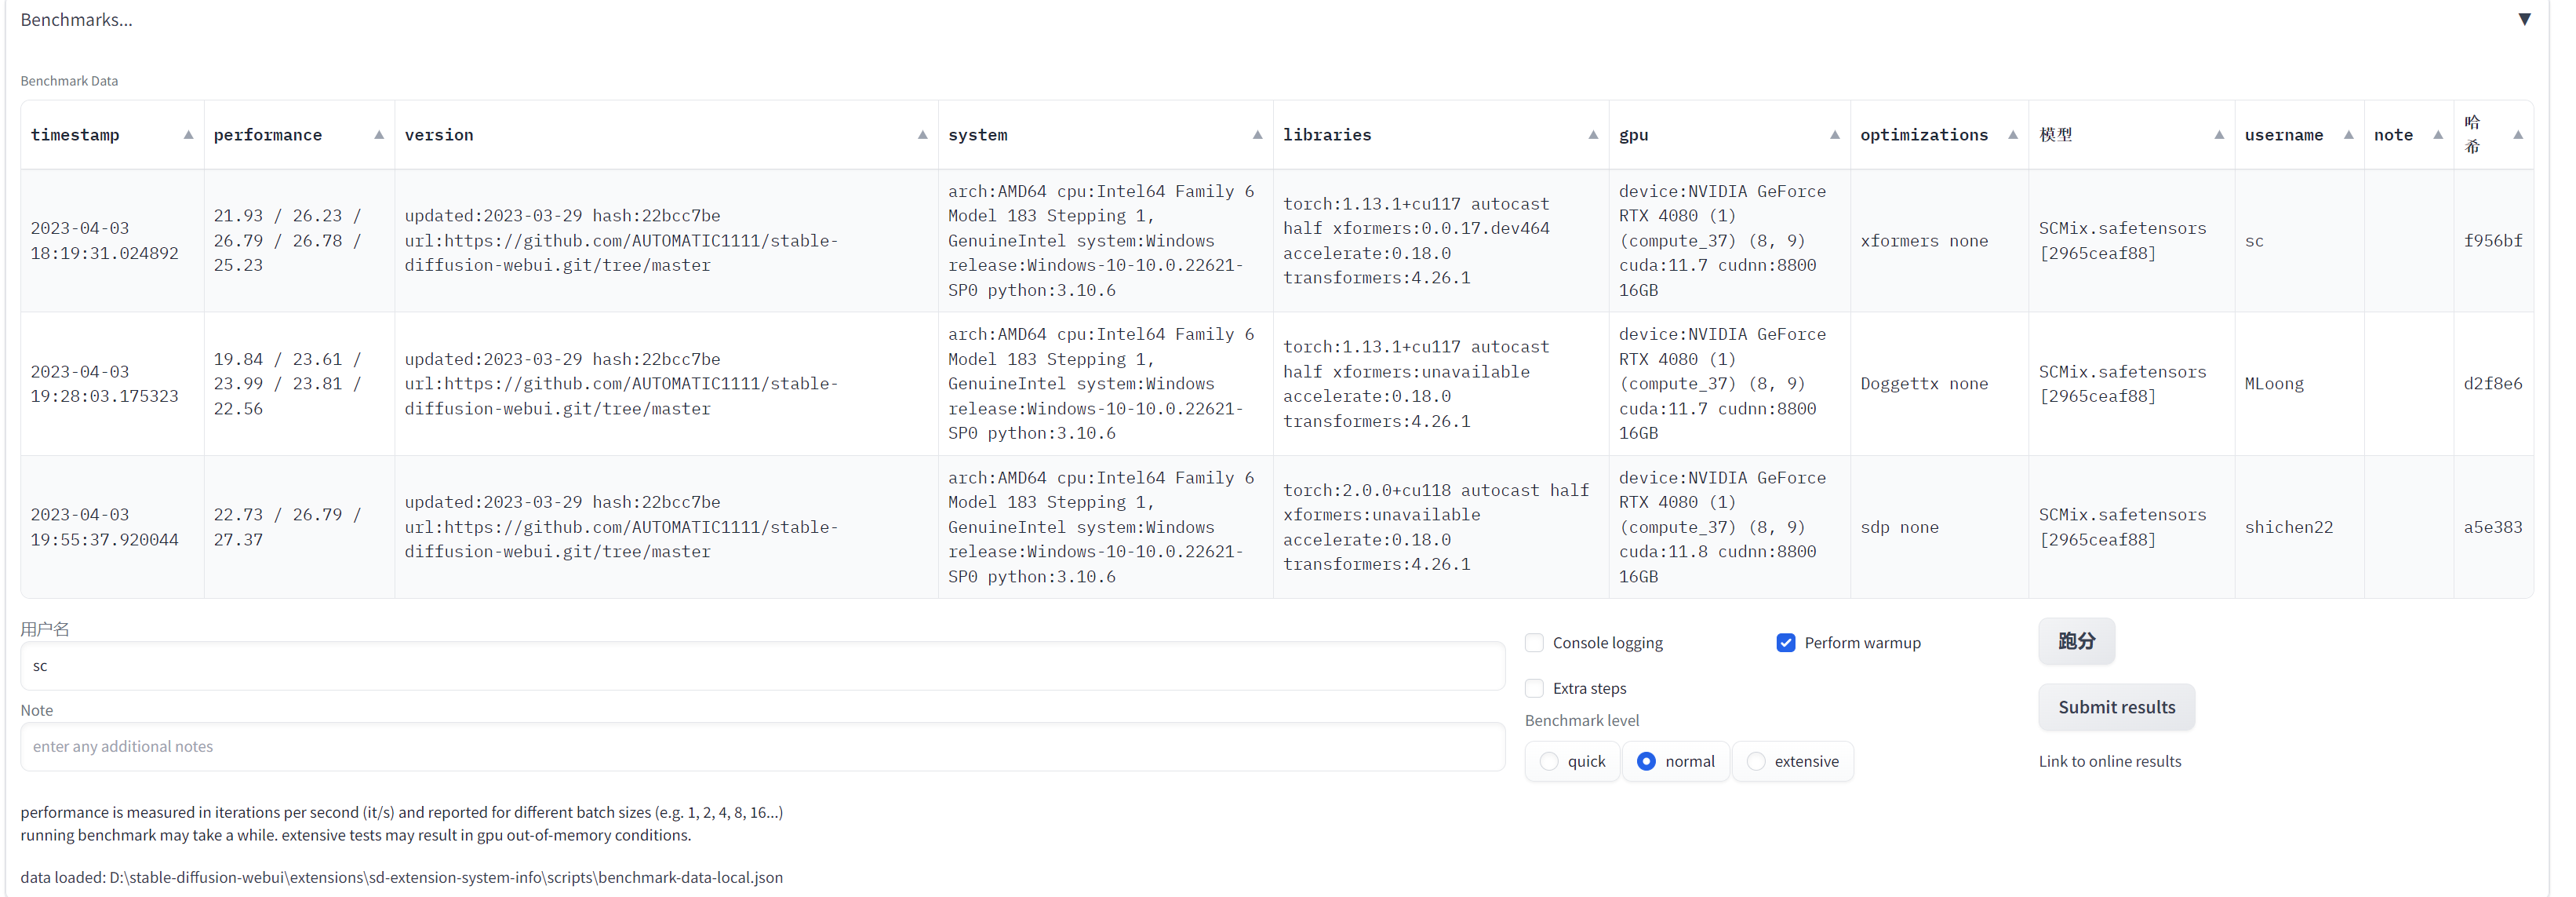 Benchmarks...
▼
Benchmark Data
timestamp ▲ performance ▲ version ▲ system ▲ libraries ▲ gpu ▲ optimizations ▲ 模型 ▲ username ▲ note ▲ 哈
希 ▲
2023-04-03
18:19:31.024892
21.93 / 26.23 /
26.79 / 26.78 /
25.23
updated:2023-03-29 hash:22bcc7be
url:https://github.com/AUTOMATIC1111/stable-
diffusion-webui.git/tree/master
arch:AMD64 cpu:Intel64 Family 6
Model 183 Stepping 1,
GenuineIntel system:Windows
release:Windows-10-10.0.22621-
SP0 python:3.10.6
torch:1.13.1+cu117 autocast
half xformers:0.0.17.dev464
accelerate:0.18.0
transformers:4.26.1
device:NVIDIA GeForce
RTX 4080 (1)
(compute_37) (8, 9)
cuda:11.7 cudnn:8800
16GB
xformers none
SCMix.safetensors
[2965ceaf88]
sc
f956bf
2023-04-03
19:28:03.175323
19.84 / 23.61 /
23.99 / 23.81 /
22.56
updated:2023-03-29 hash:22bcc7be
url:https://github.com/AUTOMATIC1111/stable-
diffusion-webui.git/tree/master
arch:AMD64 cpu:Intel64 Family 6
Model 183 Stepping 1,
GenuineIntel system:Windows
release:Windows-10-10.0.22621-
SP0 python:3.10.6
torch:1.13.1+cu117 autocast
half xformers:unavailable
accelerate:0.18.0
transformers:4.26.1
device:NVIDIA GeForce
RTX 4080 (1)
(compute_37) (8, 9)
cuda:11.7 cudnn:8800
16GB
Doggettx none
SCMix.safetensors
[2965ceaf88]
MLoong
d2f8e6
2023-04-03
19:55:37.920044
22.73 / 26.79 /
27.37
updated:2023-03-29 hash:22bcc7be
url:https://github.com/AUTOMATIC1111/stable-
diffusion-webui.git/tree/master
arch:AMD64 cpu:Intel64 Family 6
Model 183 Stepping 1,
GenuineIntel system:Windows
release:Windows-10-10.0.22621-
SP0 python:3.10.6
torch:2.0.0+cu118 autocast half
xformers:unavailable
accelerate:0.18.0
transformers:4.26.1
device:NVIDIA GeForce
RTX 4080 (1)
(compute_37) (8, 9)
cuda:11.8 cudnn:8800
16GB
sdp none
SCMix.safetensors
[2965ceaf88]
shichen22
a5e383
用户名
sc
Note
enter any additional notes
Console logging
Perform warmup
Extra steps
Benchmark level
quick
normal
extensive
跑分
Submit results
Link to online results
performance is measured in iterations per second (it/s) and reported for different batch sizes (e.g. 1, 2, 4, 8, 16...)
running benchmark may take a while. extensive tests may result in gpu out-of-memory conditions.
data loaded: D:\stable-diffusion-webui\extensions\sd-extension-system-info\scripts\benchmark-data-local.json